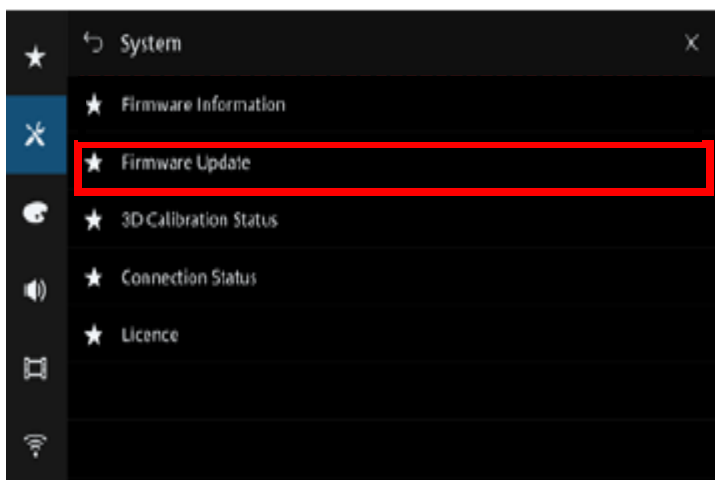 System
Firmware Information
Firmware Update
3D Calibration Status
Connection Status
Licence